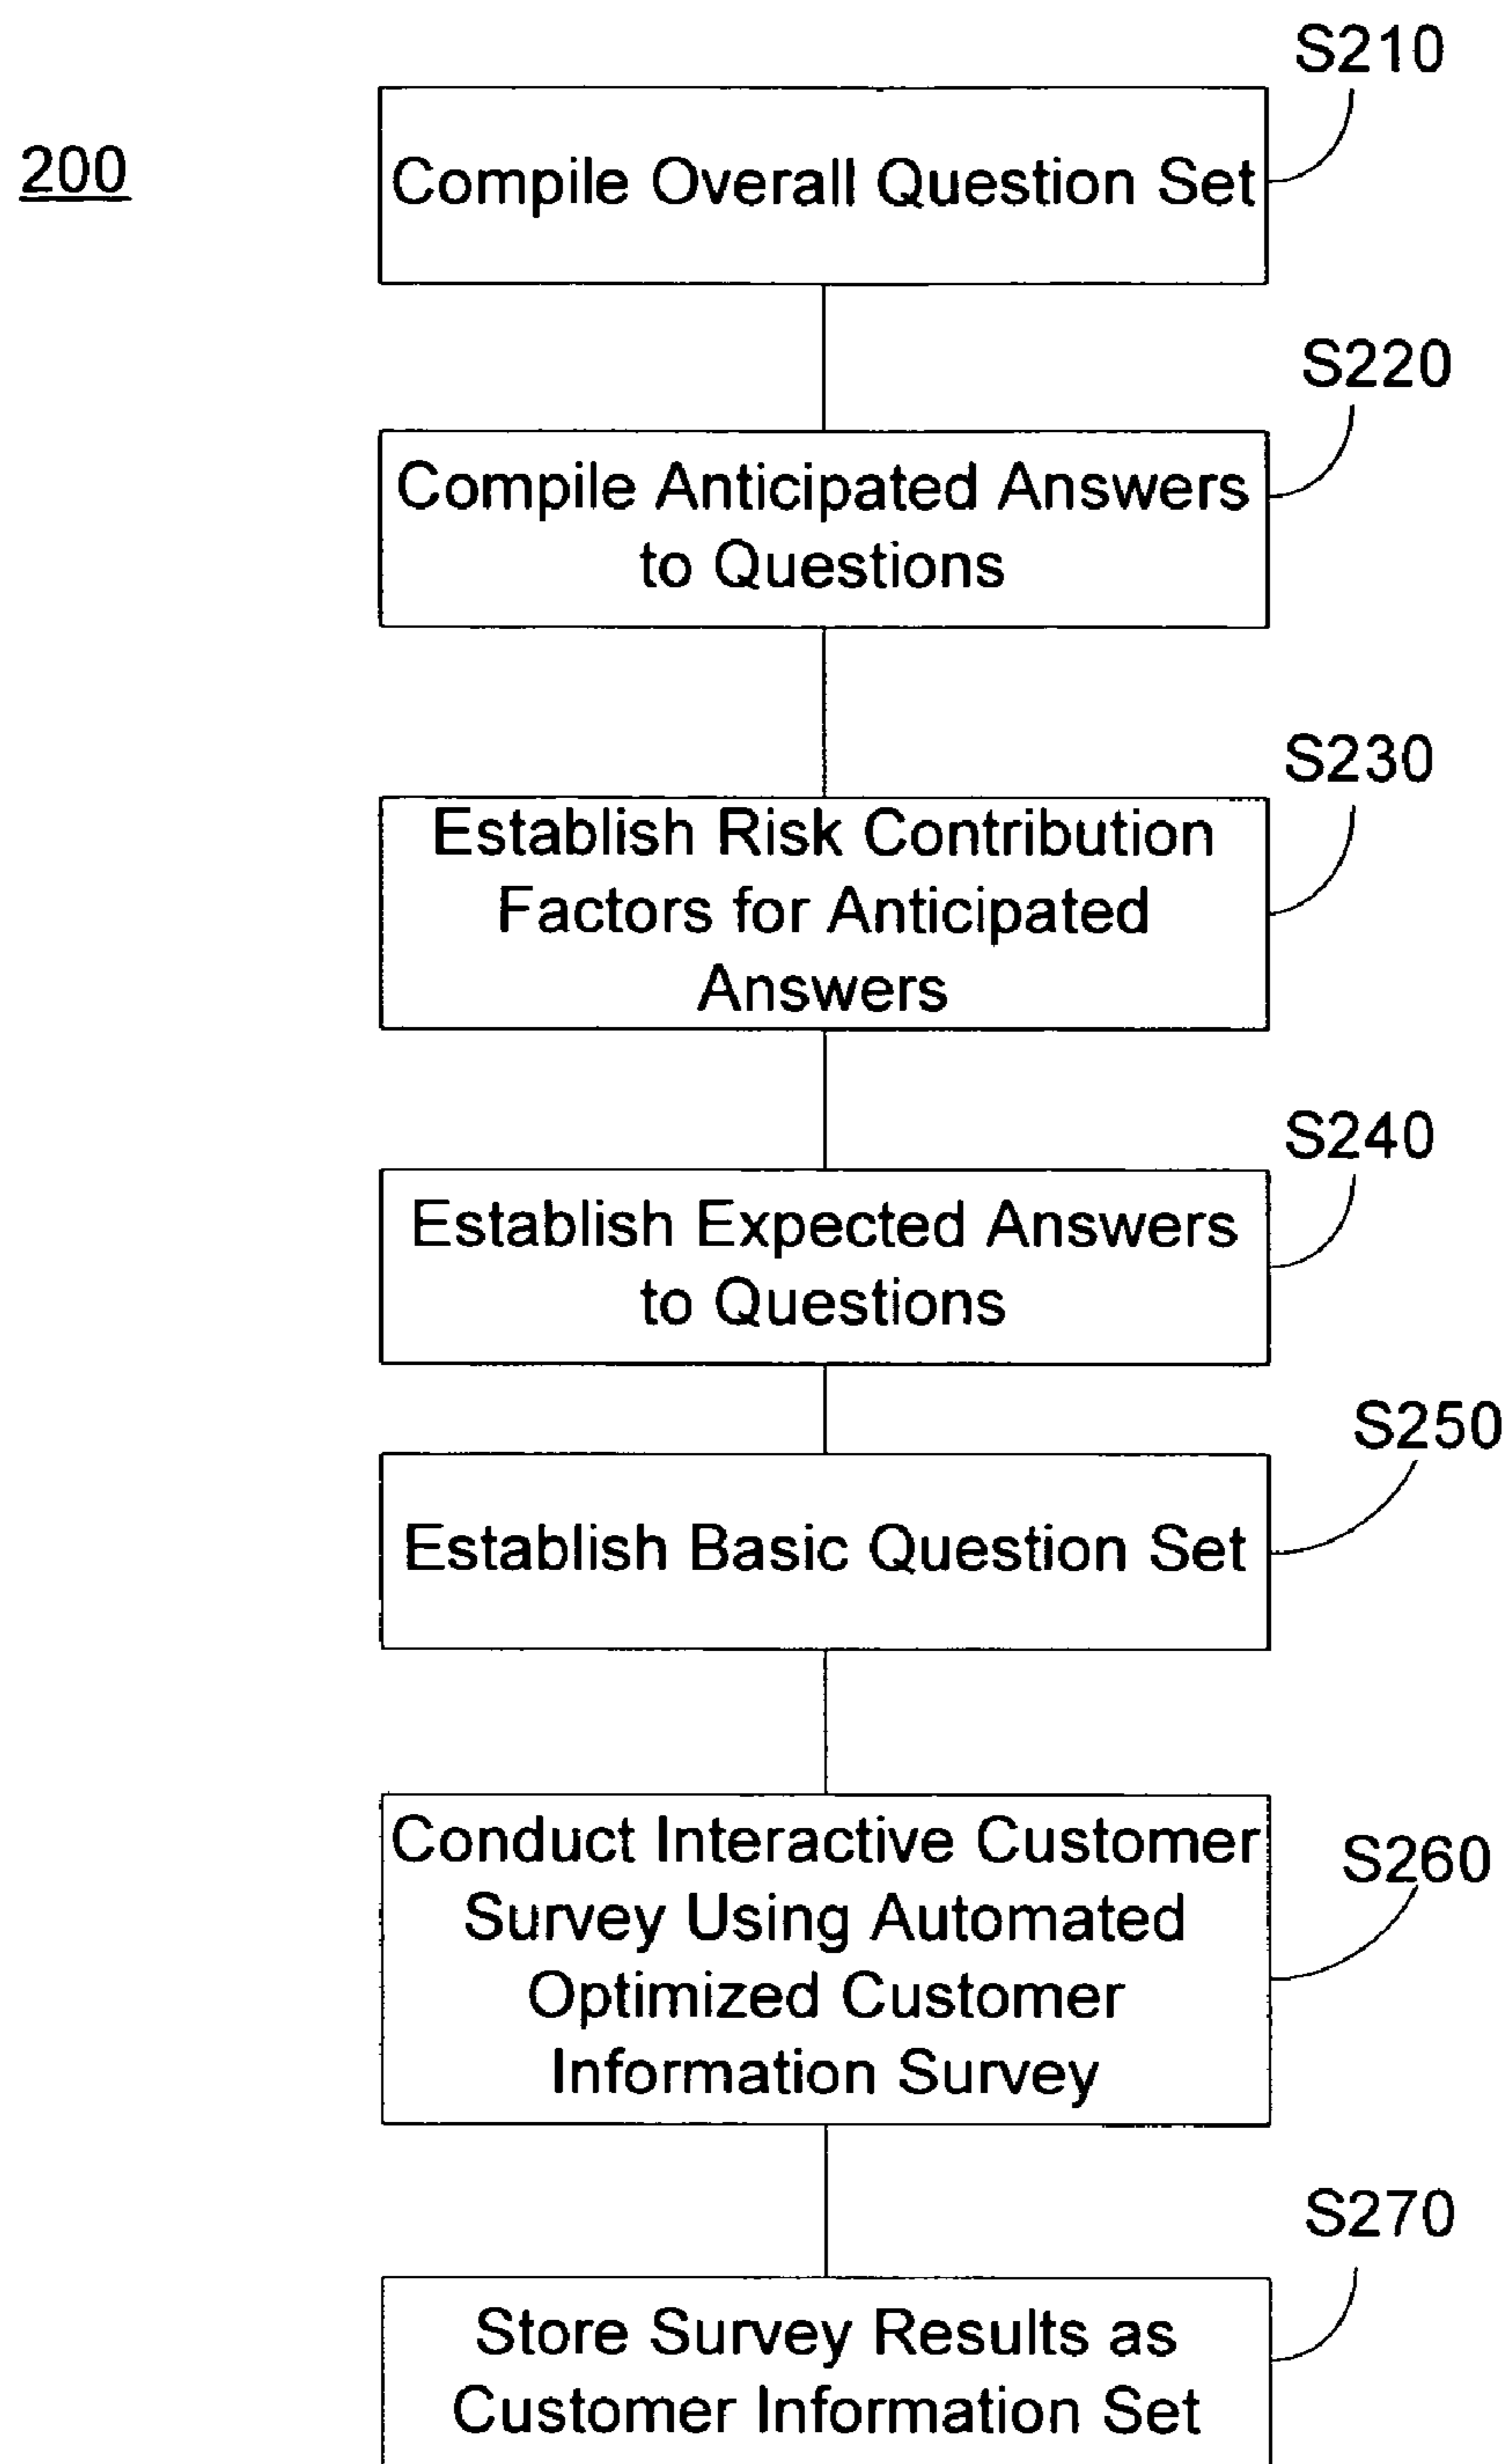 S210
200
Compile Overall Question Set
S220
Compile Anticipated Answers
to Questions
S230
Establish Risk Contribution
Factors for Anticipated
Answers
S240
Establish Expected Answers
to Questions
S250
Establish Basic Question Set
S260
Conduct Interactive Customer
Survey Using Automated
Optimized Customer
Information Survey
S270
Store Survey Results as
Customer Information Set